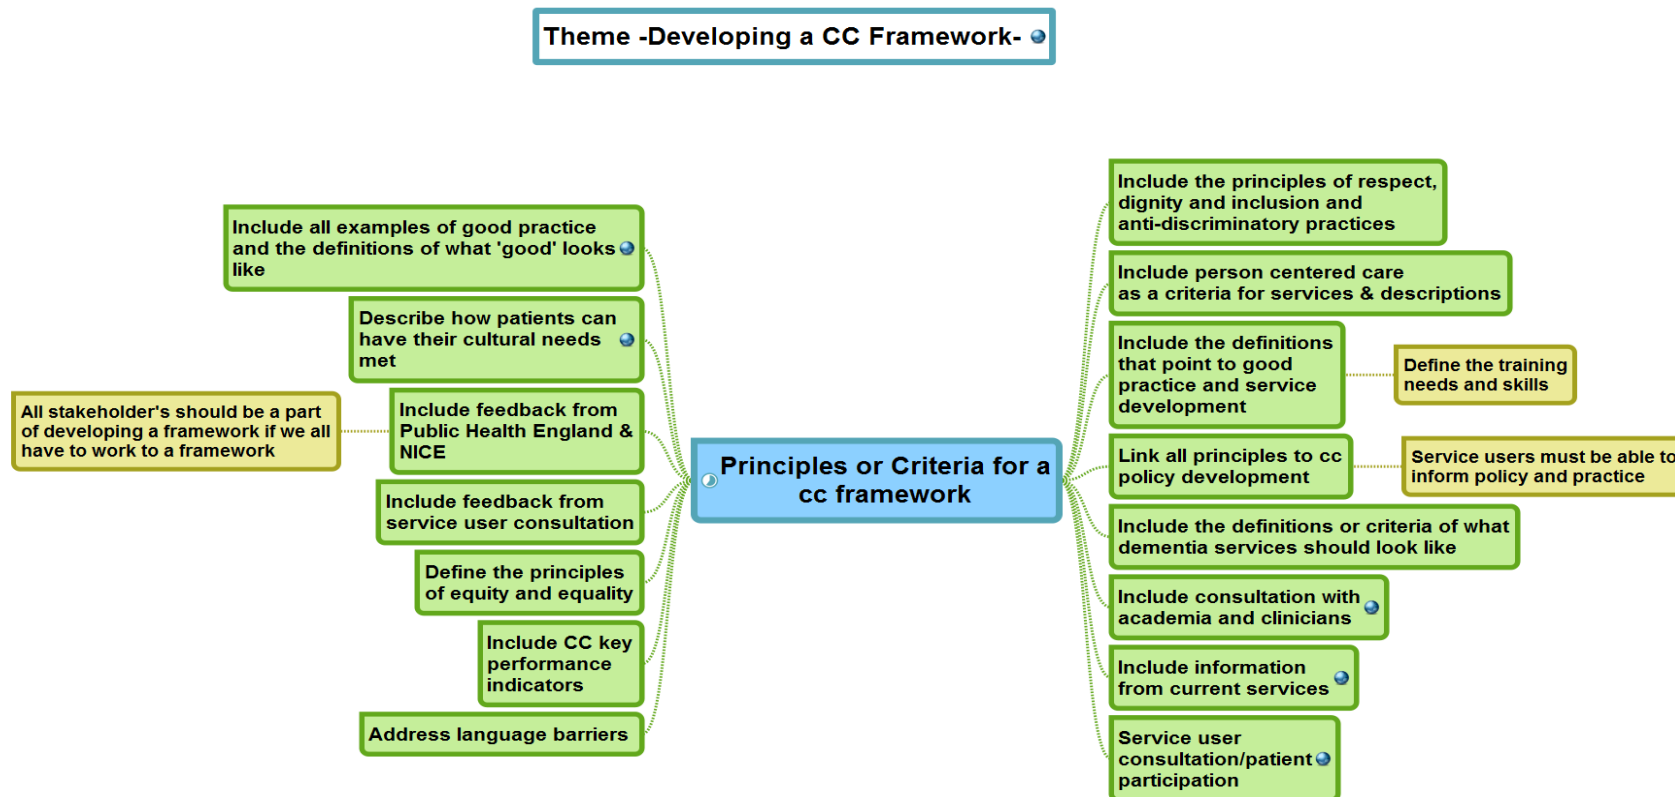 Theme -Developing a CC Framework-
Include all examples of good practice
and the definitions of what 'good' looks
like
Describe how patients can
have their cultural needs
met
All stakeholder's should be a part
of developing a framework if we all
have to work to a framework
Include feedback from
Public Health England &
NICE
Include feedback from
service user consultation
Define the principles
of equity and equality
Include CC key
performance
indicators
Address language barriers
Principles or Criteria for a
cc framework
Include the principles of respect,
dignity and inclusion and
anti-discriminatory practices
Include person centered care
as a criteria for services & descriptions
Include the definitions
that point to good
practice and service
development
Define the training
needs and skills
Link all principles to cc
policy development
Service users must be able to
inform policy and practice
Include the definitions or criteria of what
dementia services should look like
Include consultation with
academia and clinicians
Include information
from current services
Service user
consultation/patient
participation